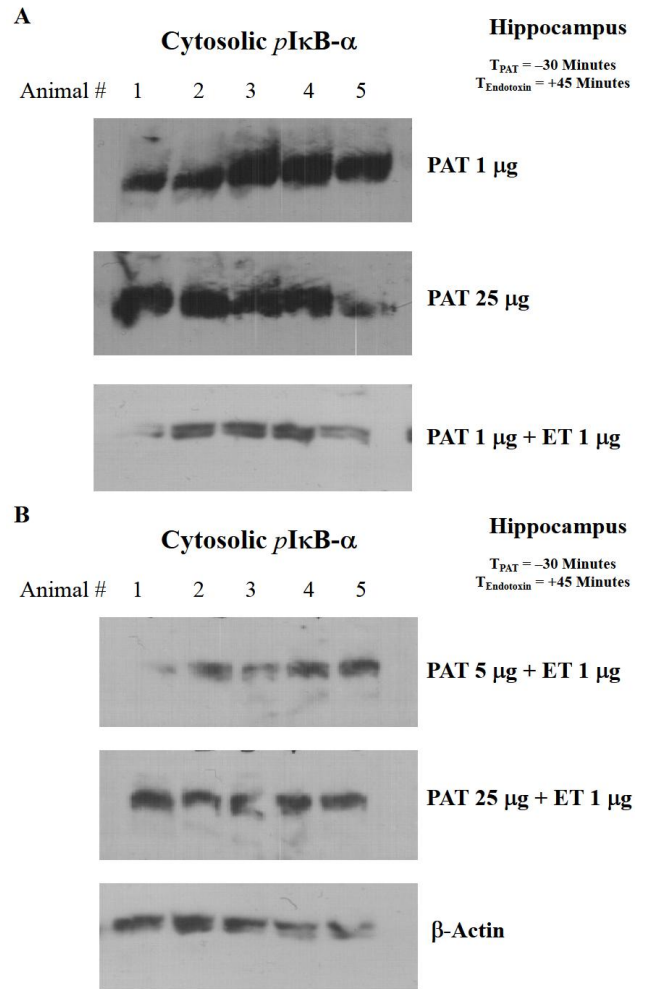 A
Cytosolic pIκB-α
Hippocampus
TPAT = –30 Minutes
TEndotoxin = +45 Minutes
Animal # 1 2 3 4 5
PAT 1 μg
PAT 25 μg
PAT 1 μg + ET 1 μg
B
Cytosolic pIκB-α
Hippocampus
TPAT = –30 Minutes
TEndotoxin = +45 Minutes
Animal # 1 2 3 4 5
PAT 5 μg + ET 1 μg
PAT 25 μg + ET 1 μg
β-Actin